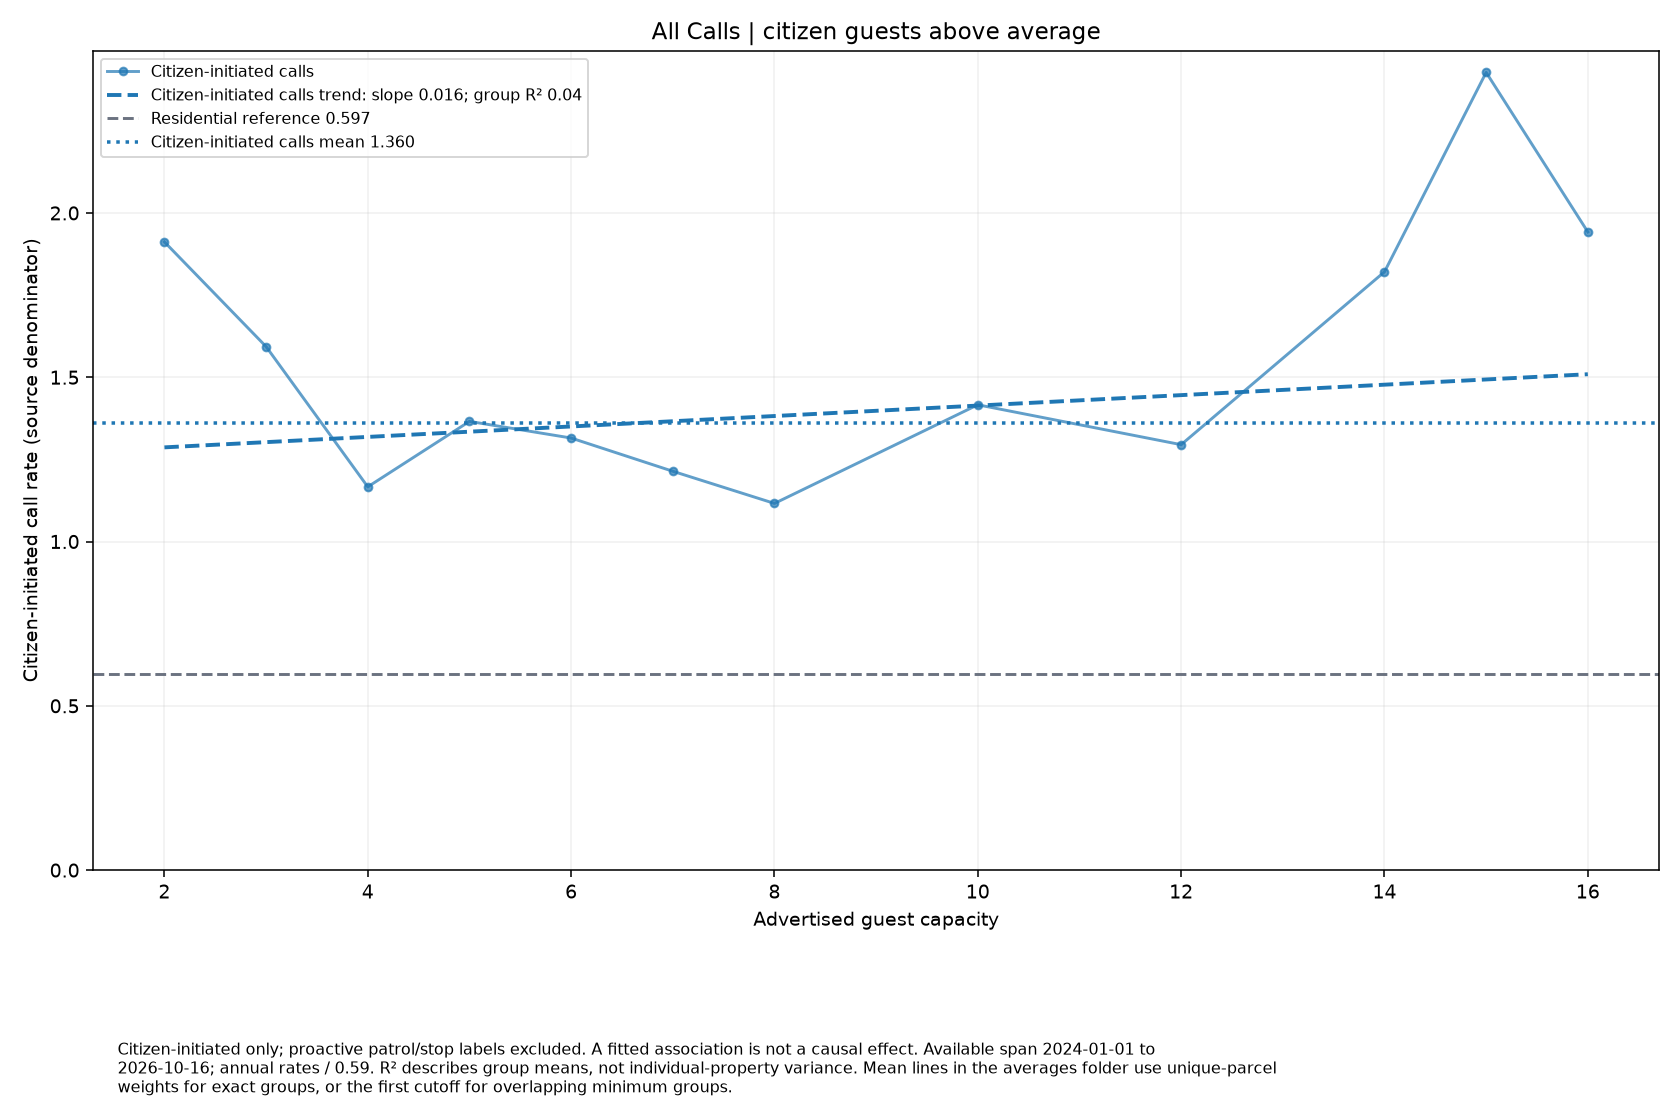 All Calls | citizen guests above average
Citizen-initiated calls
Citizen-initiated calls trend: slope 0.016; group R² 0.04
Residential reference 0.597
Citizen-initiated calls mean 1.360
Citizen-initiated call rate (source denominator)
2.0
1.5
1.0
0.5
0.0
2 4 6 8 10 12 14 16
Advertised guest capacity
Citizen-initiated only; proactive patrol/stop labels excluded. A fitted association is not a causal effect. Available span 2024-01-01 to
2026-10-16; annual rates / 0.59. R² describes group means, not individual-property variance. Mean lines in the averages folder use unique-parcel
weights for exact groups, or the first cutoff for overlapping minimum groups.